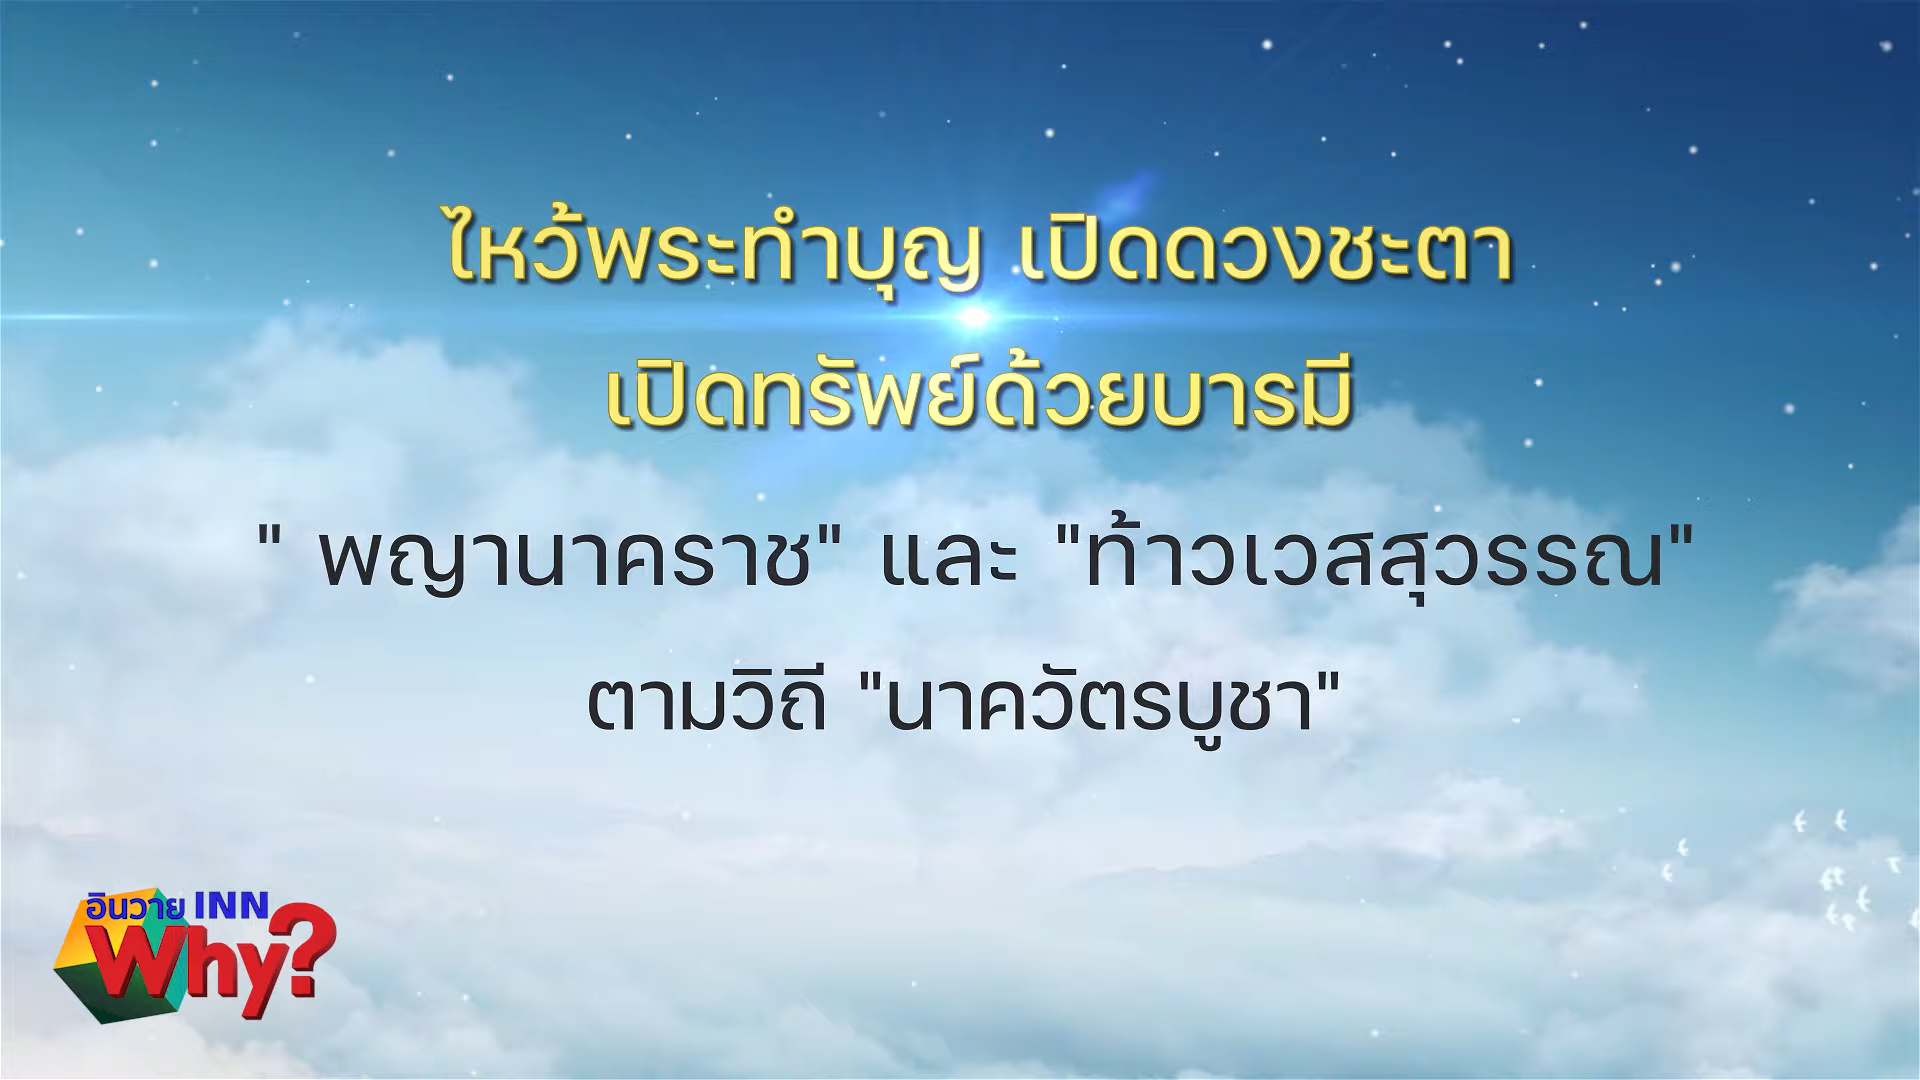 ไหว้พระทำบุญ เปิดดวงชะตา
เปิดทรัพย์ด้วยบารมี
" พญานาคราช" และ "ท้าวเวสสุวรรณ"
ตามวิถี "นาควัตรบูชา"
อินวาย INN
Why?